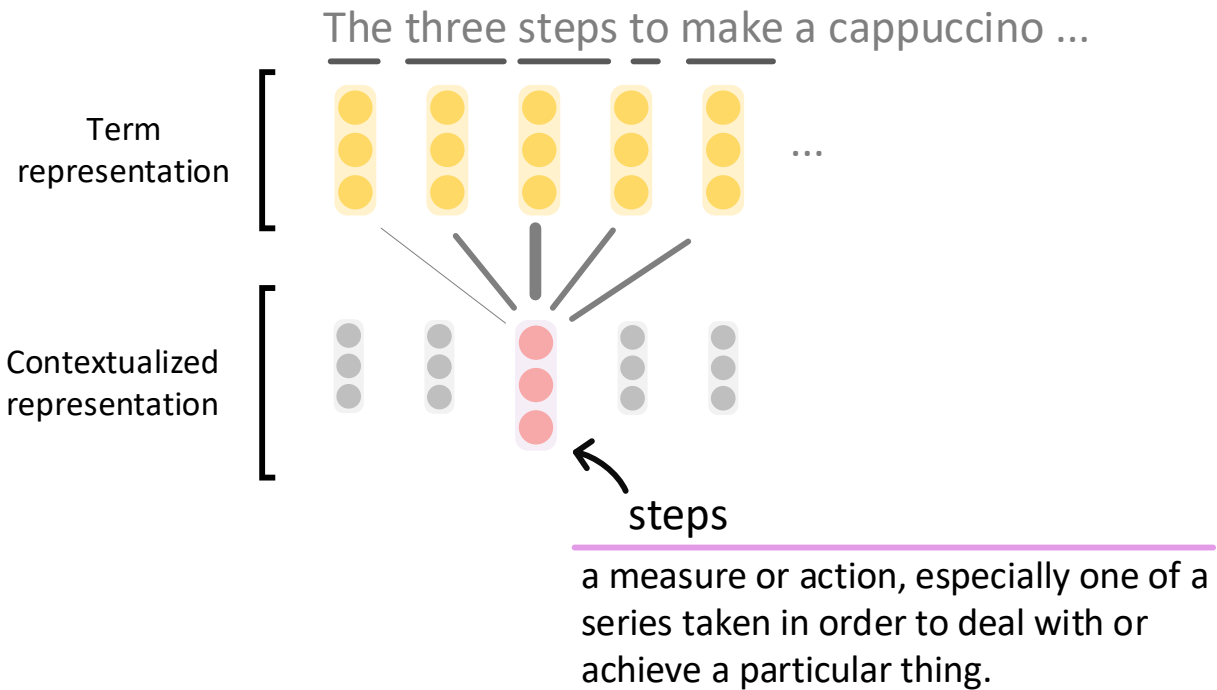 The three steps to make a cappuccino ...
Term
representation
...
Contextualized
representation
steps
a measure or action, especially one of a
series taken in order to deal with or
achieve a particular thing.